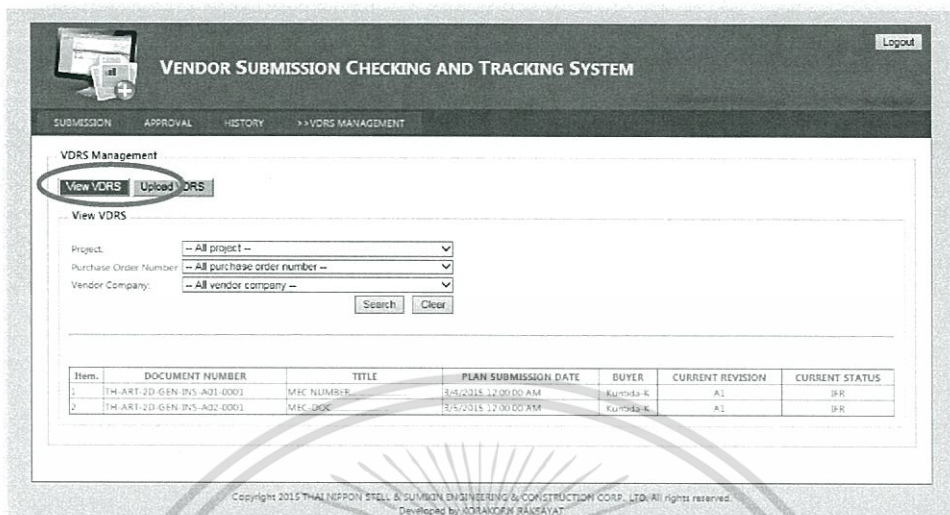 Logout
VENDOR SUBMISSION CHECKING AND TRACKING SYSTEM
SUBMISSION APPROVAL HISTORY >>VDRS MANAGEMENT
VDRS Management
View VDRS Upload VDRS
View VDRS
Project: -- All project --
Purchase Order Number -- All purchase order number --
Vendor Company: -- All vendor company --
Search Clear
Item. DOCUMENT NUMBER TITLE PLAN SUBMISSION DATE BUYER CURRENT REVISION CURRENT STATUS
1 TH-ART-2D-GEN-INS-A01-0001 MEC NUMBER 3/4/2015 12:00:00 AM A1 IFR
2 TH-ART-2D-GEN-INS-A02-0001 MEC-DOC 3/5/2015 12:00:00 AM A1 IFR
Copyright 2015 THAI NIPPON STELL & SUMIKIN ENGINEERING & CONSTRUCTION CORP., LTD. All rights reserved.
Developed by KORAKORN RAKSAYAT